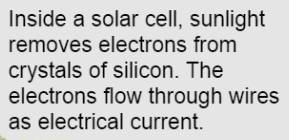 Inside a solar cell, sunlight
removes electrons from
crystals of silicon. The
electrons flow through wires
as electrical current.